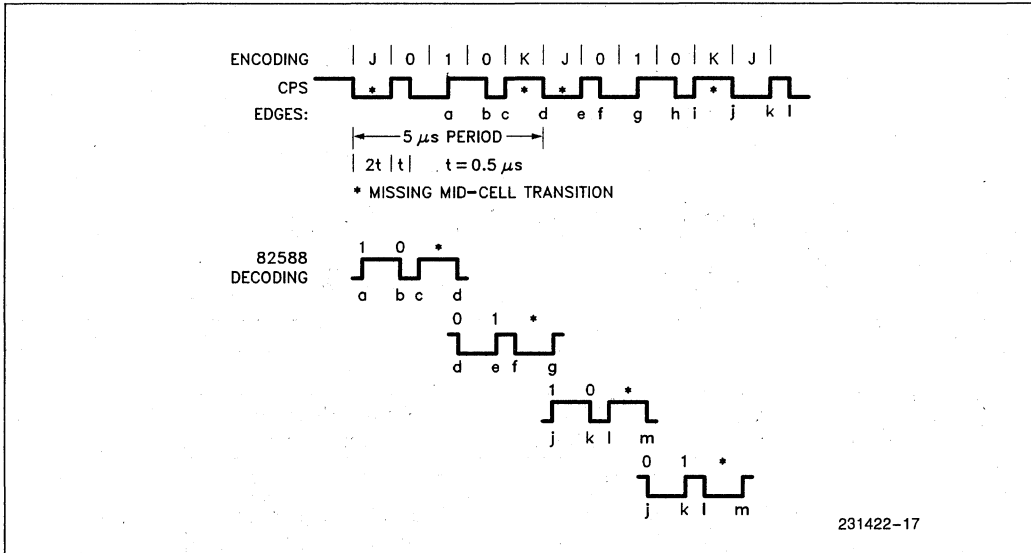 ENCODING | J | 0 | 1 | 0 | K | J | 0 | 1 | 0 | K | J |
CPS * * * *
EDGES: a b c d e f g h i j k l
5 μs PERIOD
| 2t | t | t = 0.5 μs
* MISSING MID-CELL TRANSITION
82588
DECODING
1 0 *
a b c d
0 1 *
d e f g
1 0 *
j k l m
0 1 *
j k l m
231422-17